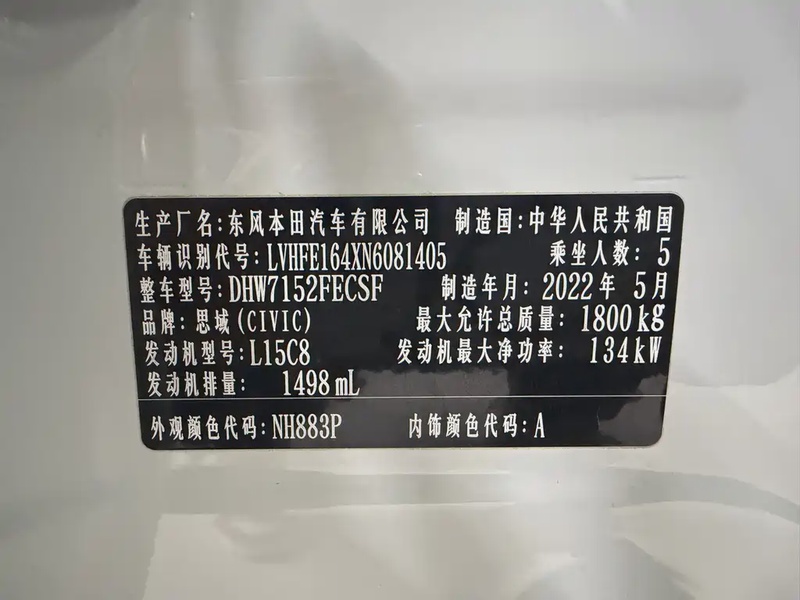 生产厂名:东风本田汽车有限公司 制造国:中华人民共和国
车辆识别代号:LVHFE164XN6081405 乘坐人数:5
整车型号:DHW7152FECSF 制造年月:2022年 5月
品牌:思域(CIVIC) 最大允许总质量:1800kg
发动机型号:L15C8 发动机最大净功率:134kW
发动机排量:1498mL
外观颜色代码:NH883P 内饰颜色代码:A